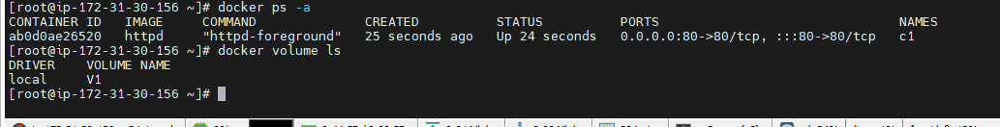 [root@ip-172-31-30-156 ~]# docker ps -a
CONTAINER ID   IMAGE     COMMAND              CREATED          STATUS          PORTS                               NAMES
ab0d0ae26520   httpd     "httpd-foreground"   25 seconds ago   Up 24 seconds   0.0.0.0:80->80/tcp, :::80->80/tcp   c1
[root@ip-172-31-30-156 ~]# docker volume ls
DRIVER    VOLUME NAME
local     V1
[root@ip-172-31-30-156 ~]#